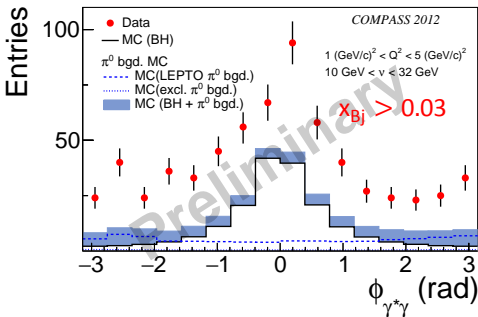 Entries
100
50
Data
MC (BH)
π⁰ bgd. MC
MC(LEPTO π⁰ bgd.)
MC(excl. π⁰ bgd.)
MC (BH + π⁰ bgd.)
COMPASS 2012
1 (GeV/c)² < Q² < 5 (GeV/c)²
10 GeV < ν < 32 GeV
x_Bj > 0.03
Preliminary
−3 −2 −1 0 1 2 3
ϕ_γ*γ (rad)